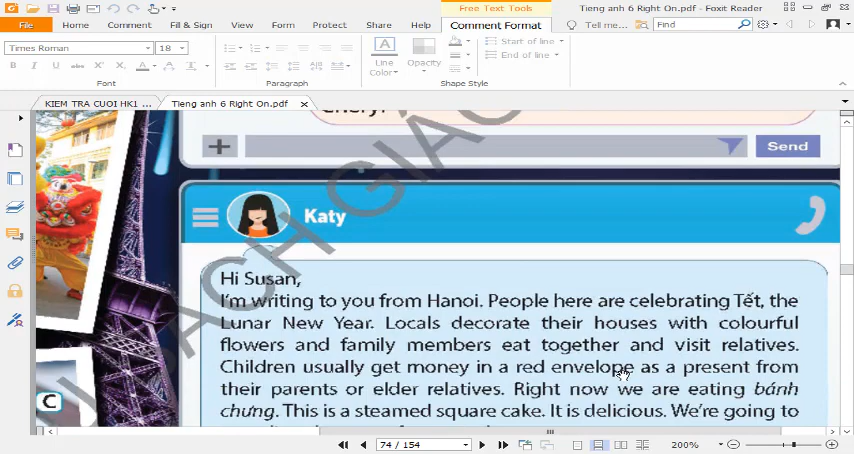 Free Text Tools
Tieng anh 6 Right On.pdf - Foxit Reader
File
Home
Comment
Fill & Sign
View
Form
Protect
Share
Help
Comment Format
Tell me...
Find
Times Roman
18
Font
Paragraph
Line Color
Opacity
Start of line
End of line
Shape Style
KIEM TRA CUOI HK1 ...
Tieng anh 6 Right On.pdf
Send
Katy
Hi Susan,
I'm writing to you from Hanoi. People here are celebrating Tết, the
Lunar New Year. Locals decorate their houses with colourful
flowers and family members eat together and visit relatives.
Children usually get money in a red envelope as a present from
their parents or elder relatives. Right now we are eating bánh
chưng. This is a steamed square cake. It is delicious. We're going to
C
74 / 154
200%